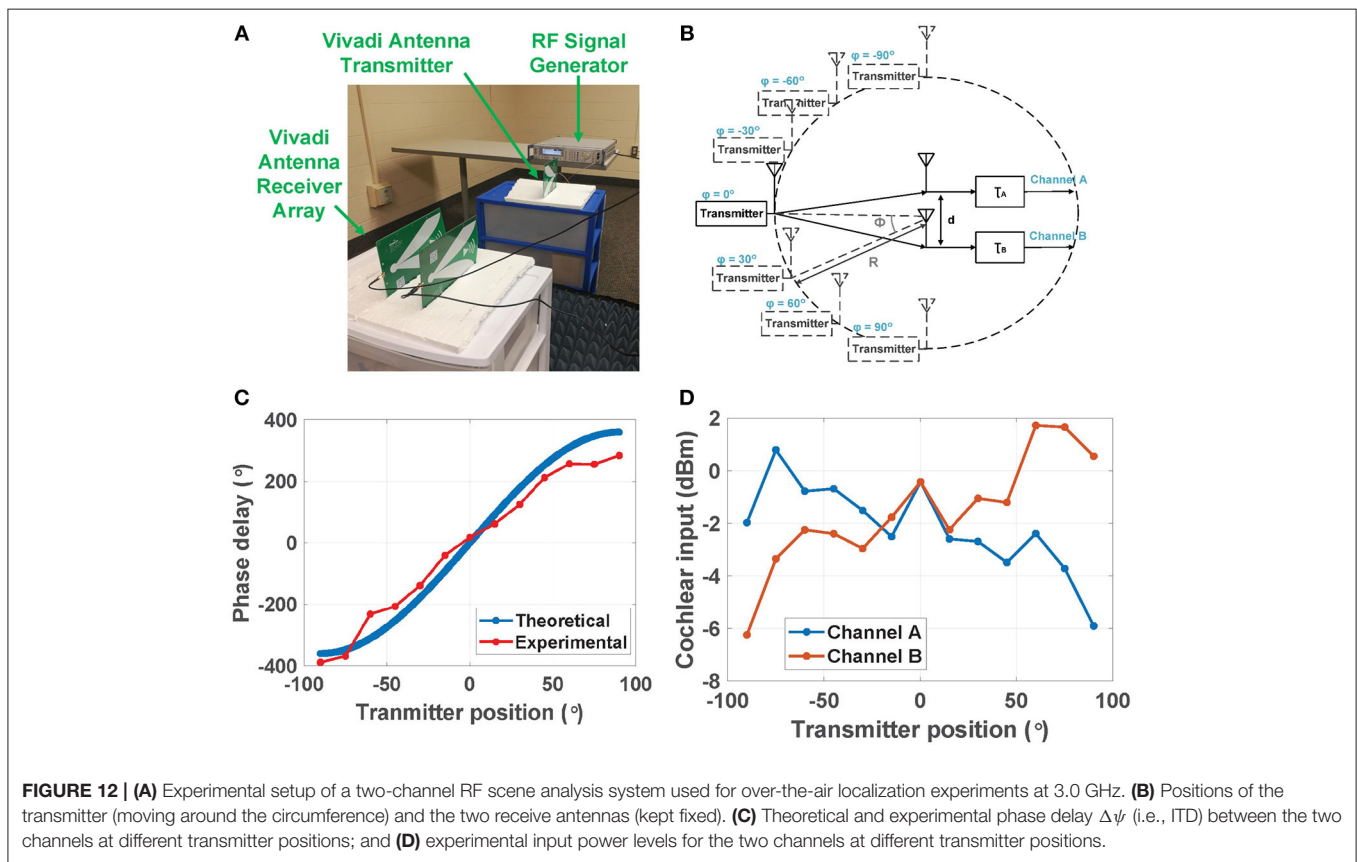 A
Vivadi Antenna
Transmitter
RF Signal
Generator
Vivadi
Antenna
Receiver
Array
B
φ = -90°
Transmitter
φ = -60°
Transmitter
φ = -30°
Transmitter
φ = 0°
Transmitter
φ = 30°
Transmitter
φ = 60°
Transmitter
φ = 90°
Transmitter
Φ
R
d
τA
Channel A
τB
Channel B
C
400
200
0
-200
-400
Phase delay (°)
-100
-50
0
50
100
Tranmitter position (°)
Theoretical
Experimental
D
2
0
-2
-4
-6
-8
Cochlear input (dBm)
-100
-50
0
50
100
Transmitter position (°)
Channel A
Channel B
FIGURE 12 | (A) Experimental setup of a two-channel RF scene analysis system used for over-the-air localization experiments at 3.0 GHz. (B) Positions of the
transmitter (moving around the circumference) and the two receive antennas (kept fixed). (C) Theoretical and experimental phase delay Δψ (i.e., ITD) between the two
channels at different transmitter positions; and (D) experimental input power levels for the two channels at different transmitter positions.